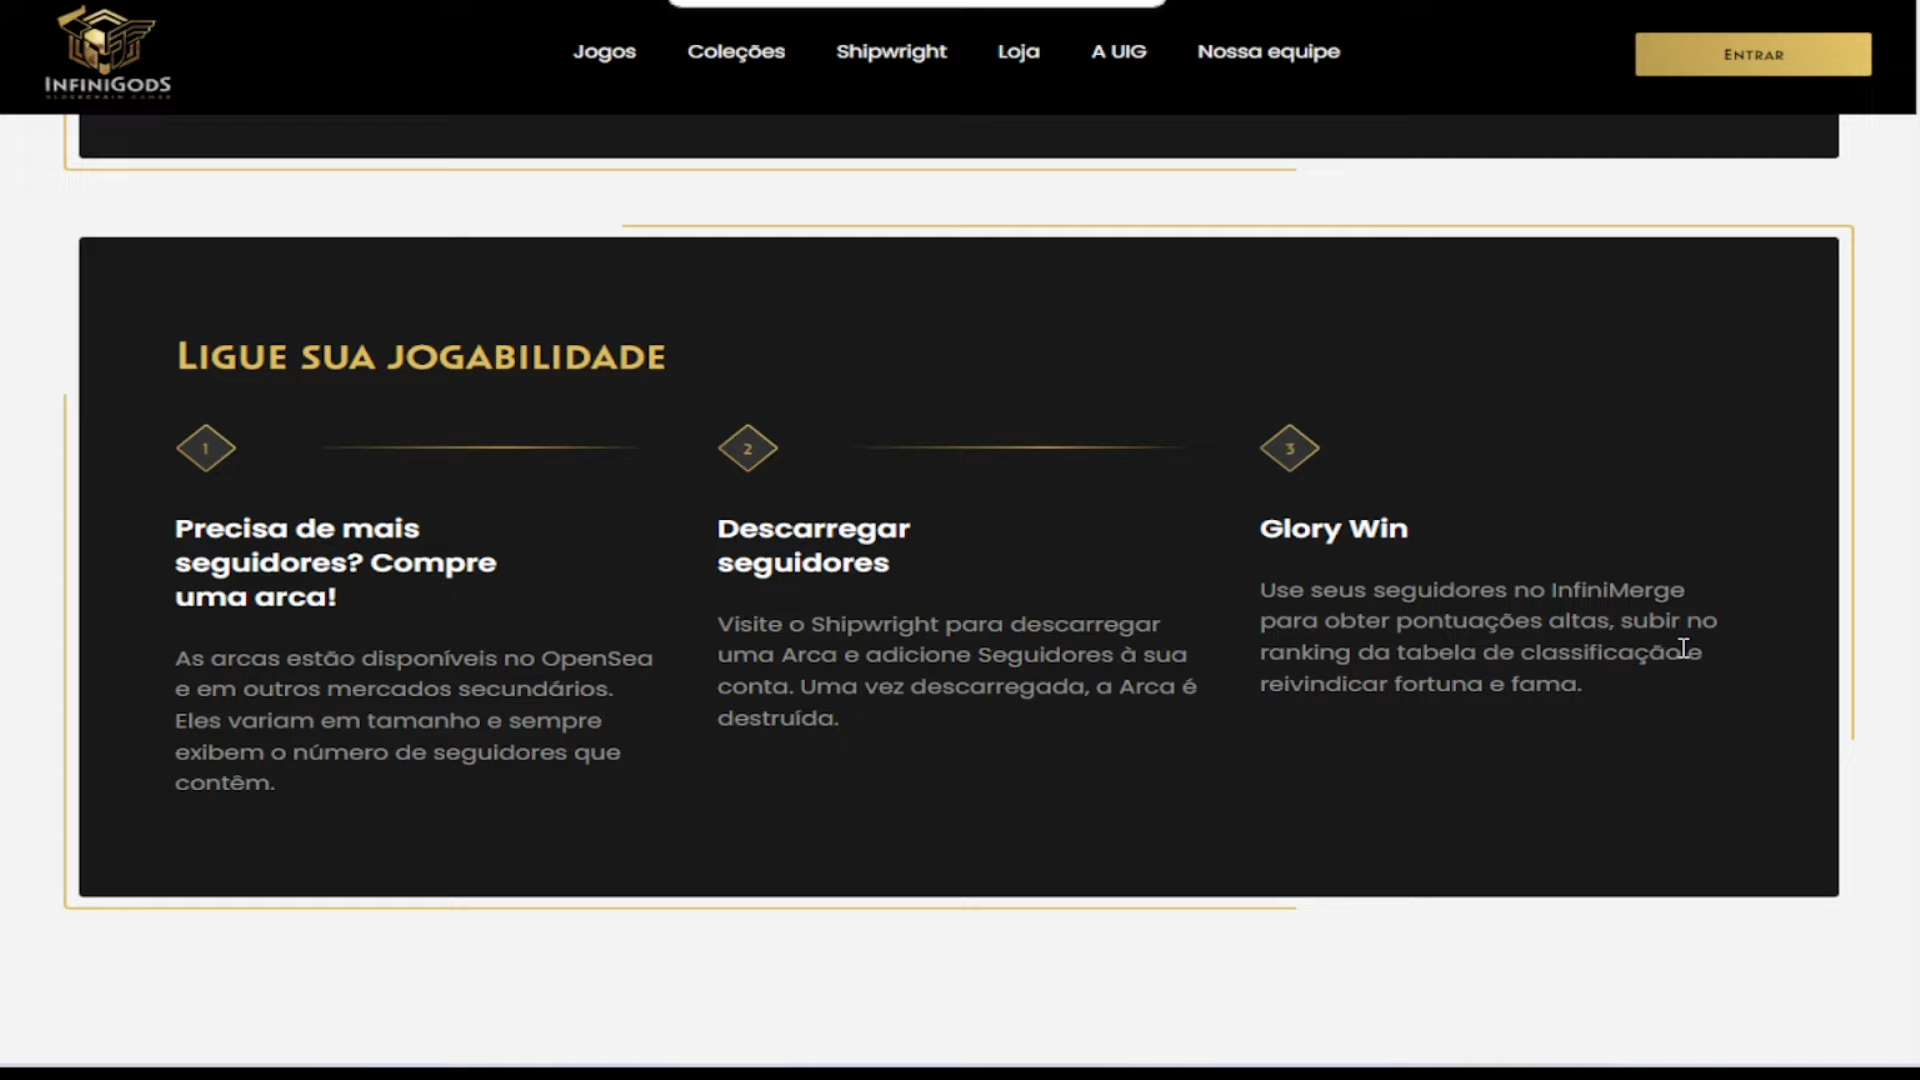 INFINIGODS
BLOCKCHAIN GAMES
Jogos
Coleções
Shipwright
Loja
A UIG
Nossa equipe
ENTRAR
LIGUE SUA JOGABILIDADE
1
2
3
Precisa de mais
seguidores? Compre
uma arca!
As arcas estão disponíveis no OpenSea
e em outros mercados secundários.
Eles variam em tamanho e sempre
exibem o número de seguidores que
contêm.
Descarregar
seguidores
Visite o Shipwright para descarregar
uma Arca e adicione Seguidores à sua
conta. Uma vez descarregada, a Arca é
destruída.
Glory Win
Use seus seguidores no InfiniMerge
para obter pontuações altas, subir no
ranking da tabela de classificação e
reivindicar fortuna e fama.